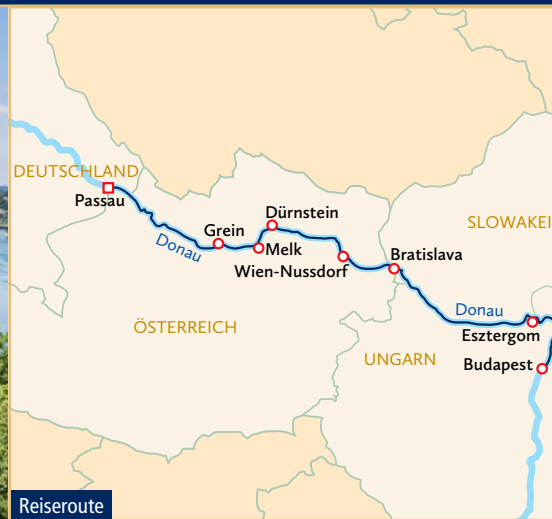 DEUTSCHLAND
Passau
Donau
Grein
Dürnstein
Melk
Wien-Nussdorf
Bratislava
SLOWAKEI
Donau
Esztergom
Budapest
ÖSTERREICH
UNGARN
Reiseroute